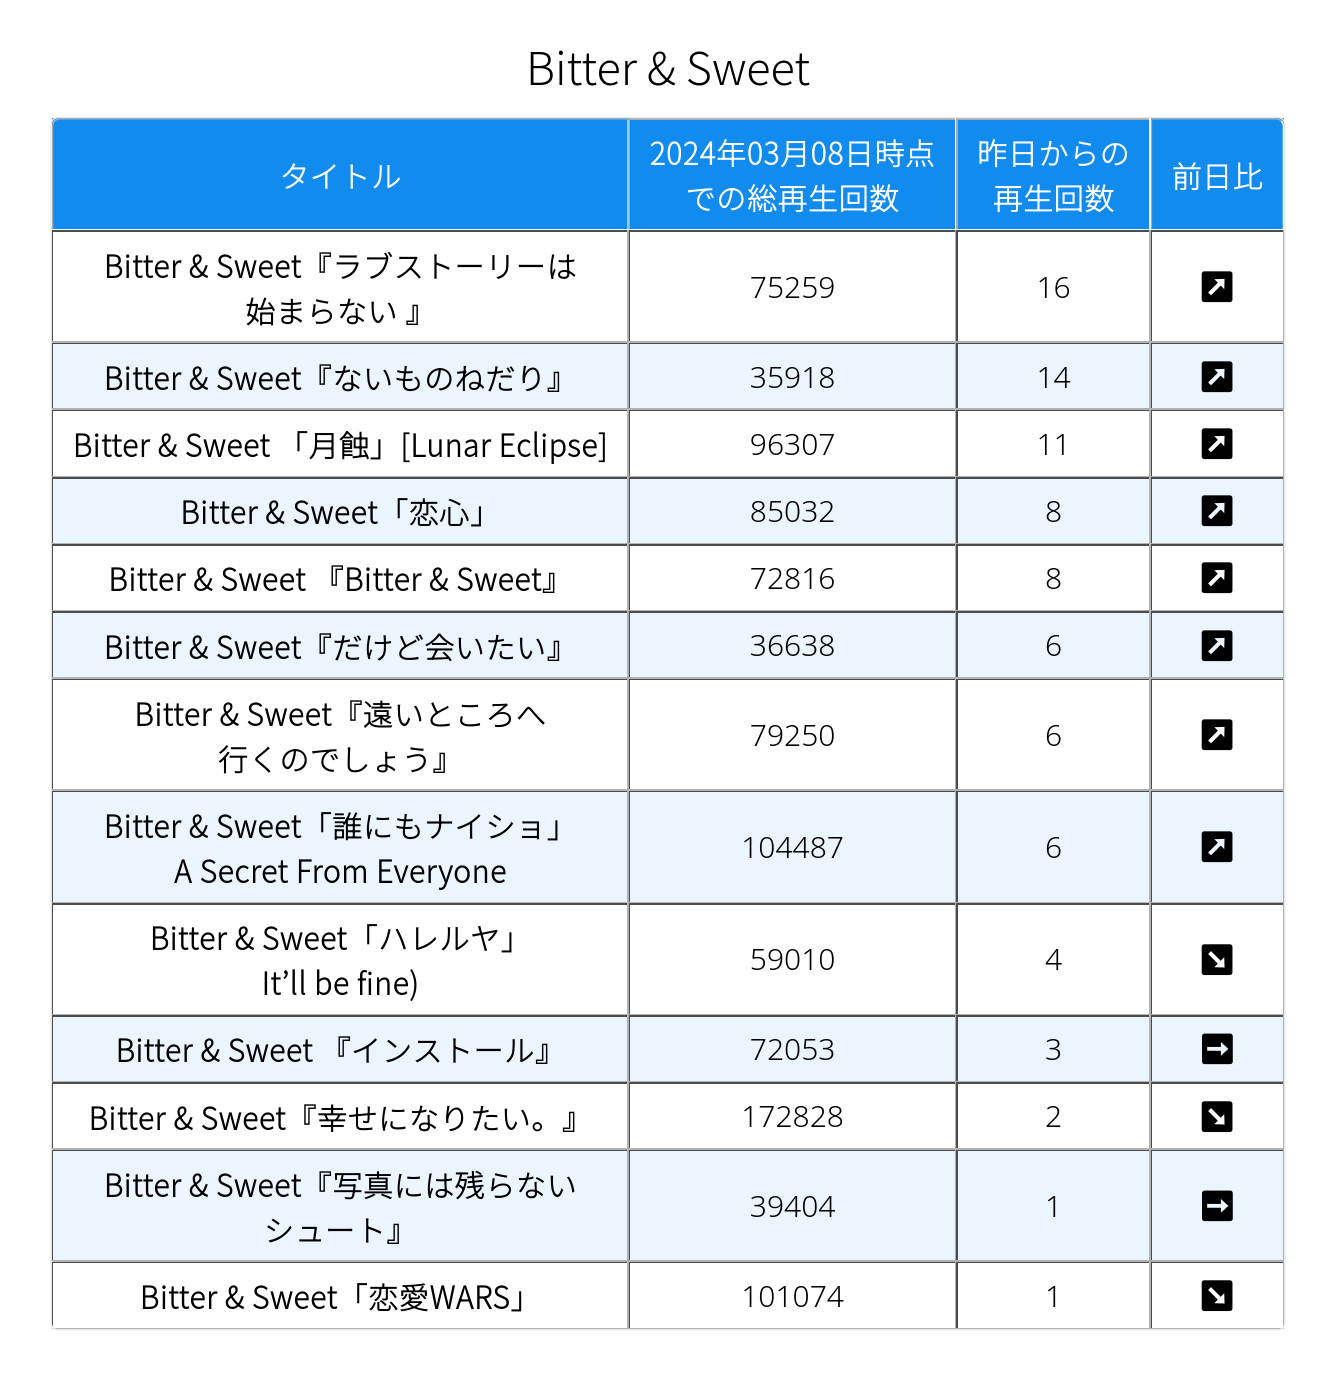 Bitter & Sweet
タイトル
2024年03月08日時点
での総再生回数
昨日からの
再生回数
前日比
Bitter & Sweet『ラブストーリーは
始まらない 』
75259
16
Bitter & Sweet『ないものねだり』
35918
14
Bitter & Sweet 「月蝕」[Lunar Eclipse]
96307
11
Bitter & Sweet「恋心」
85032
8
Bitter & Sweet 『Bitter & Sweet』
72816
8
Bitter & Sweet『だけど会いたい』
36638
6
Bitter & Sweet『遠いところへ
行くのでしょう』
79250
6
Bitter & Sweet「誰にもナイショ」
A Secret From Everyone
104487
6
Bitter & Sweet「ハレルヤ」
It’ll be fine)
59010
4
Bitter & Sweet 『インストール』
72053
3
Bitter & Sweet『幸せになりたい。』
172828
2
Bitter & Sweet『写真には残らない
シュート』
39404
1
Bitter & Sweet「恋愛WARS」
101074
1